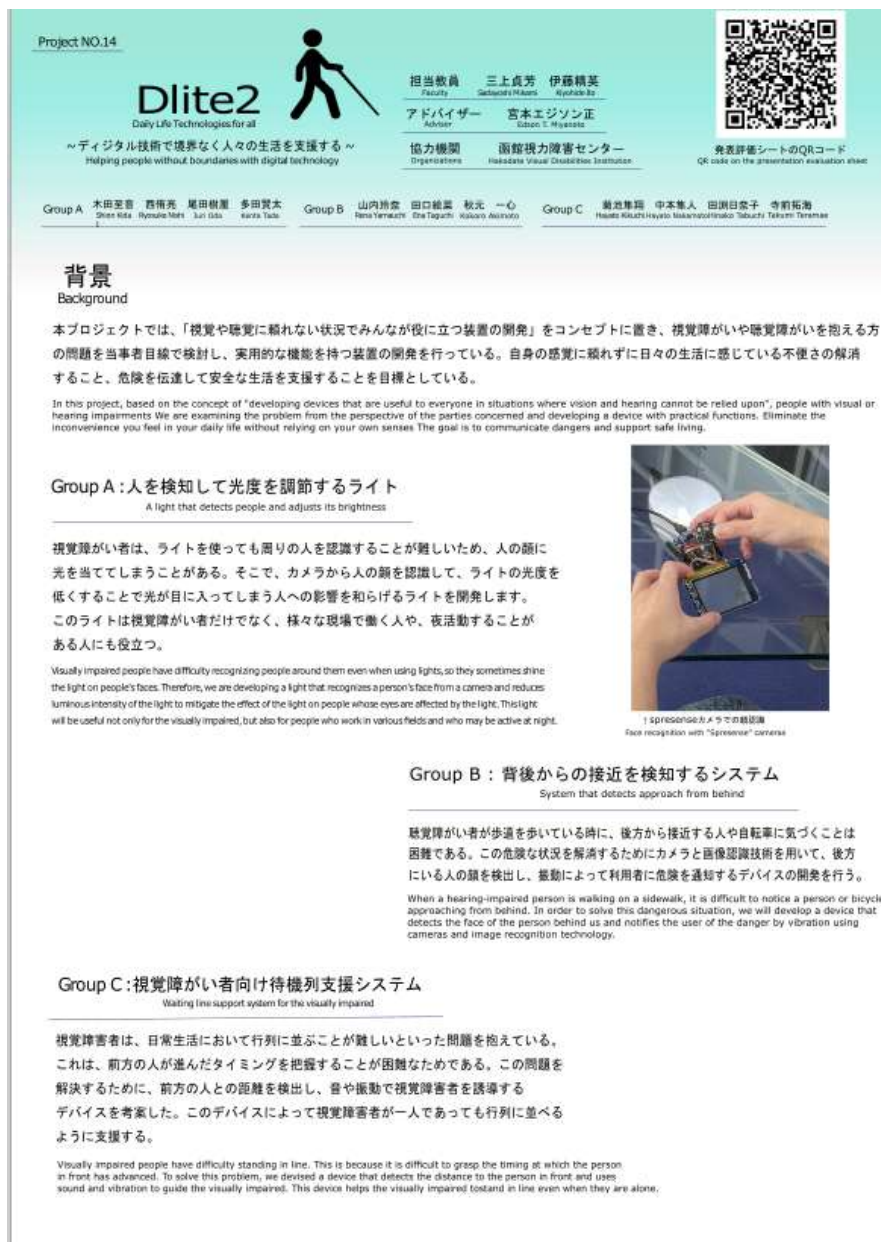 Project NO.14
Dlite2
Daily Life Technologies for all
～ディジタル技術で境界なく人々の生活を支援する～
Helping people without boundaries with digital technology
担当教員 三上貞芳 伊藤精英
Faculty Sadayoshi Mikami Kiyohide Ito
アドバイザー 宮本エジソン正
Adviser Edson T. Miyamoto
協力機関 函館視力障害センター
Organizations Hakodate Visual Disabilities Institution
発表評価シートのQRコード
QR code on the presentation evaluation sheet
Group A 木田至音 西脩亮 尾田樹 多田賢太
Shion Kida Ryosuke Nishi Juri Oda Kenta Tada
Group B 山内玲奈 田口絵菜 秋元 一心
Rena Yamauchi Ena Taguchi Kokoro Akimoto
Group C 菊池隼翔 中本隼人 田渕日奈子 寺前拓海
Hayato Kikuchi Hayato Nakamoto Hinako Tabuchi Takumi Teramae
背景
Background
本プロジェクトでは、「視覚や聴覚に頼れない状況でみんなが役に立つ装置の開発」をコンセプトに置き、視覚障がいや聴覚障がいを抱える方
の問題を当事者目線で検討し、実用的な機能を持つ装置の開発を行っている。自身の感覚に頼れずに日々の生活に感じている不便さの解消
すること、危険を伝達して安全な生活を支援することを目標としている。
In this project, based on the concept of "developing devices that are useful to everyone in situations where vision and hearing cannot be relied upon", people with visual or
hearing impairments We are examining the problem from the perspective of the parties concerned and developing a device with practical functions. Eliminate the
inconvenience you feel in your daily life without relying on your own senses The goal is to communicate dangers and support safe living.
Group A :人を検知して光度を調節するライト
A light that detects people and adjusts its brightness
視覚障がい者は、ライトを使っても周りの人を認識することが難しいため、人の顔に
光を当ててしまうことがある。そこで、カメラから人の顔を認識して、ライトの光度を
低くすることで光が目に入ってしまう人への影響を和らげるライトを開発します。
このライトは視覚障がい者だけでなく、様々な現場で働く人や、夜活動することが
ある人にも役立つ。
Visually impaired people have difficulty recognizing people around them even when using lights, so they sometimes shine
the light on people's faces. Therefore, we are developing a light that recognizes a person's face from a camera and reduces
luminous intensity of the light to mitigate the effect of the light on people whose eyes are affected by the light. This light
will be useful not only for the visually impaired, but also for people who work in various fields and who may be active at night.
↑spresenseカメラでの顔認識
Face recognition with "Spresense" cameras
Group B : 背後からの接近を検知するシステム
System that detects approach from behind
聴覚障がい者が歩道を歩いている時に、後方から接近する人や自転車に気づくことは
困難である。この危険な状況を解消するためにカメラと画像認識技術を用いて、後方
にいる人の顔を検出し、振動によって利用者に危険を通知するデバイスの開発を行う。
When a hearing-impaired person is walking on a sidewalk, it is difficult to notice a person or bicycle
approaching from behind. In order to solve this dangerous situation, we will develop a device that
detects the face of the person behind us and notifies the user of the danger by vibration using
cameras and image recognition technology.
Group C :視覚障がい者向け待機列支援システム
Waiting line support system for the visually impaired
視覚障害者は、日常生活において行列に並ぶことが難しいといった問題を抱えている。
これは、前方の人が進んだタイミングを把握することが困難なためである。この問題を
解決するために、前方の人との距離を検出し、音や振動で視覚障害者を誘導する
デバイスを考案した。このデバイスによって視覚障害者が一人であっても行列に並べる
ように支援する。
Visually impaired people have difficulty standing in line. This is because it is difficult to grasp the timing at which the person
in front has advanced. To solve this problem, we devised a device that detects the distance to the person in front and uses
sound and vibration to guide the visually impaired. This device helps the visually impaired tostand in line even when they are alone.